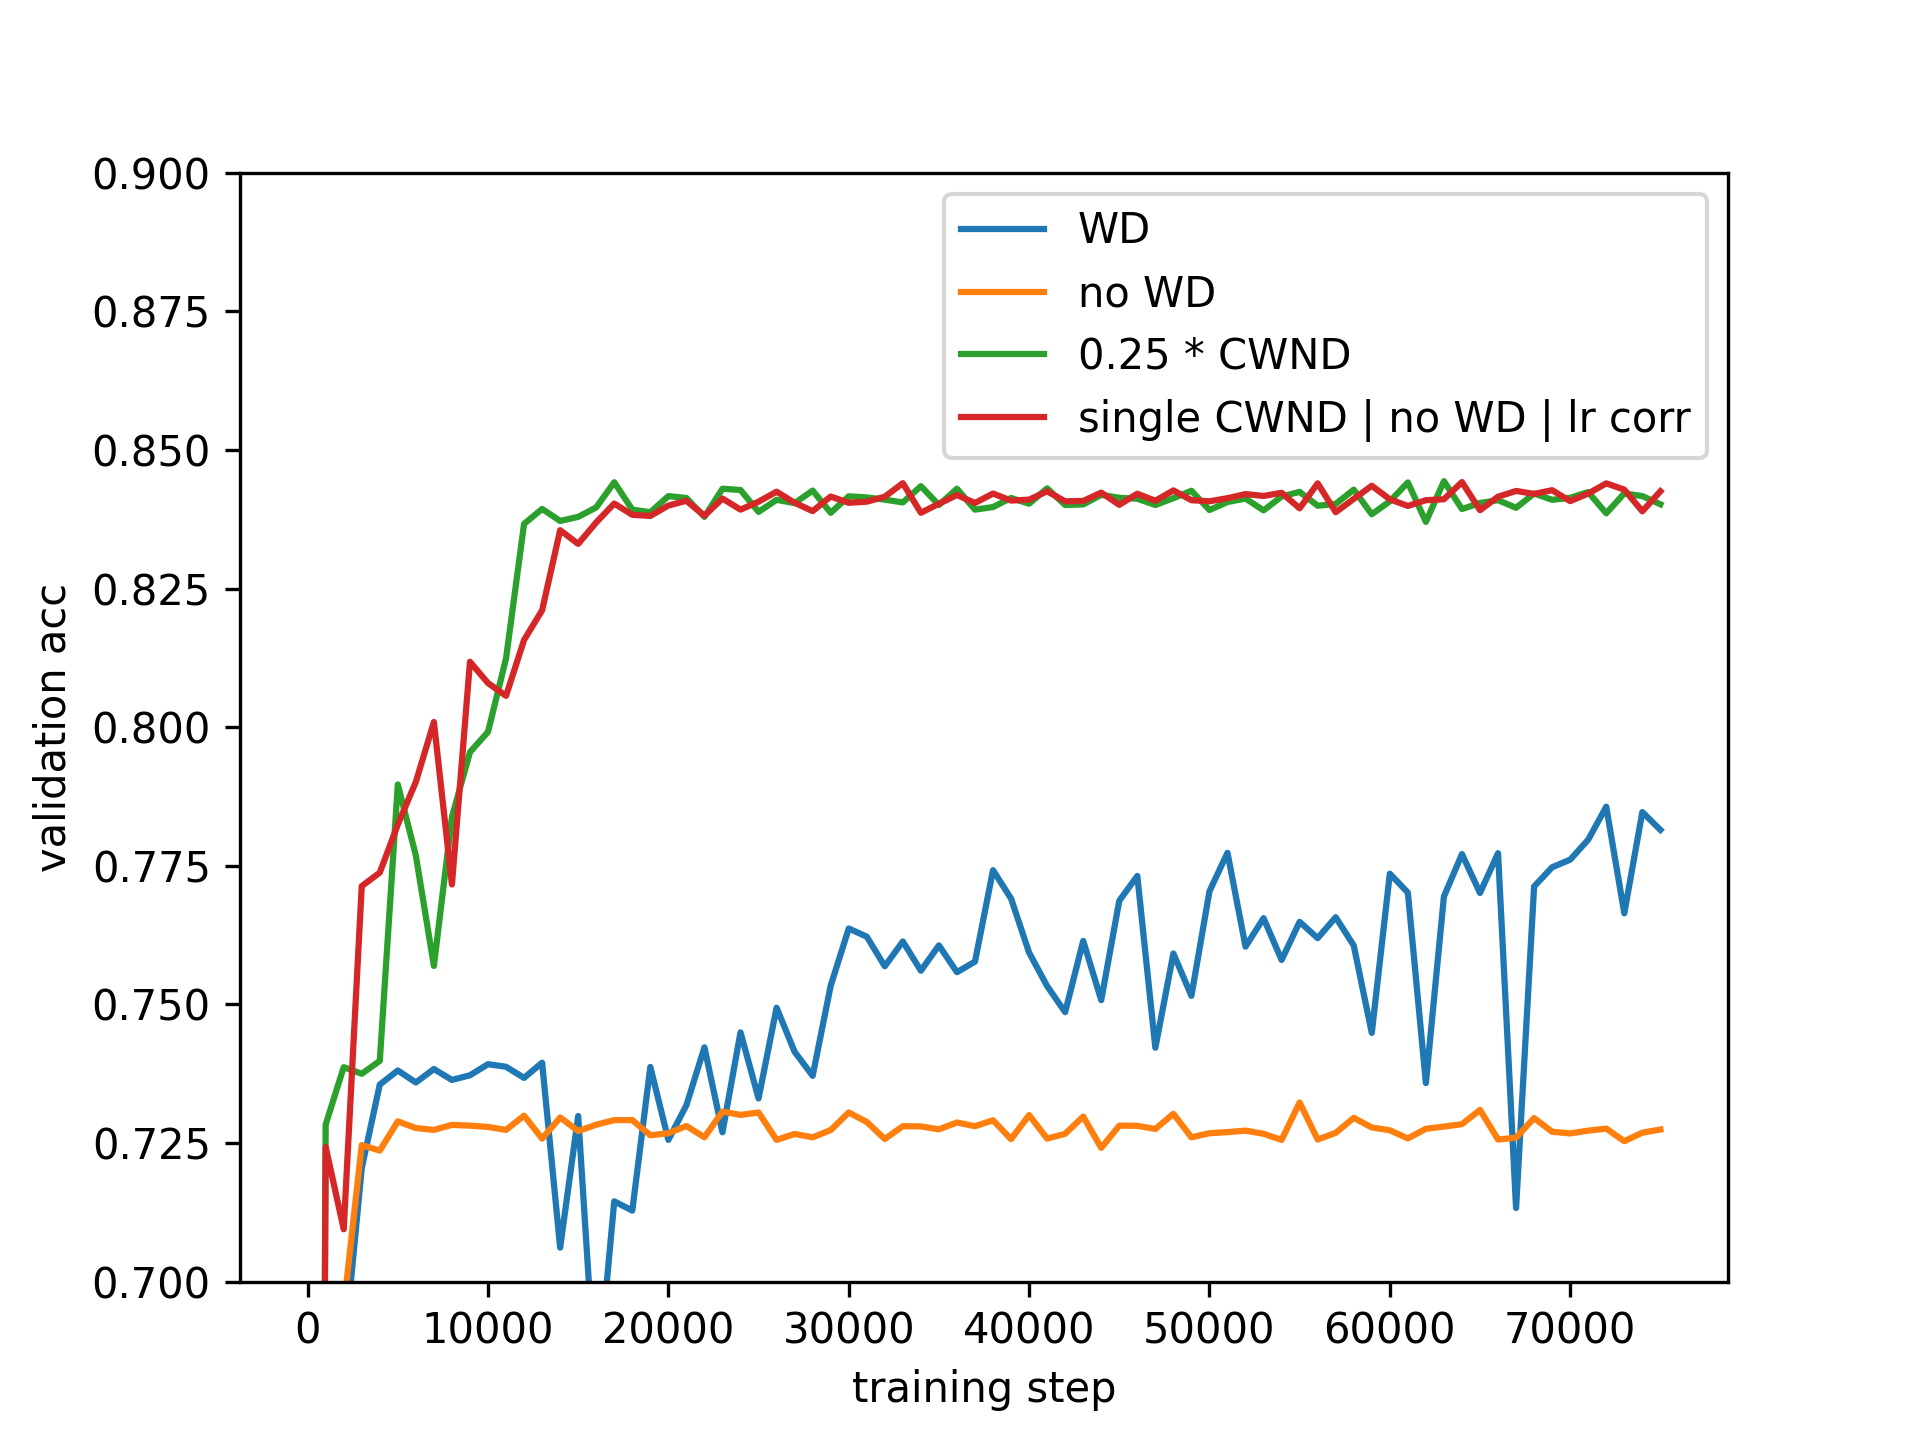 0.900
0.875
0.850
0.825
0.800
0.775
0.750
0.725
0.700
validation acc
WD
no WD
0.25 * CWND
single CWND | no WD | lr corr
0 10000 20000 30000 40000 50000 60000 70000
training step